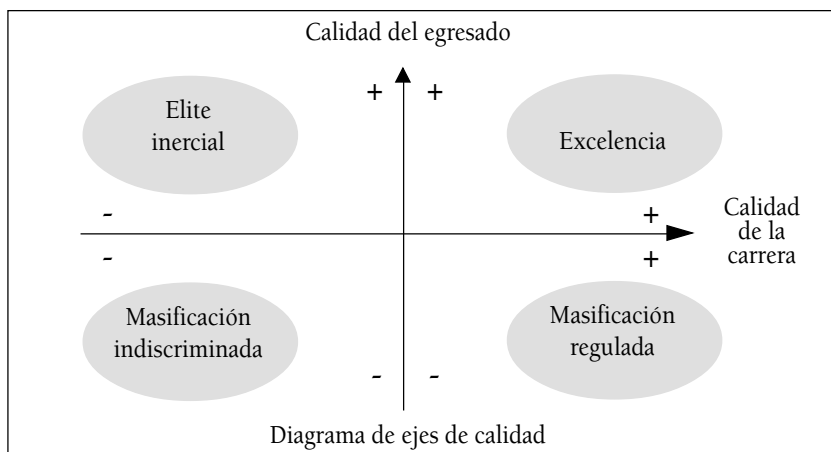 Calidad del egresado
+ +
Elite
inercial
Excelencia
- +
Calidad
de la
carrera
- +
Masificación
indiscriminada
Masificación
regulada
- -
Diagrama de ejes de calidad